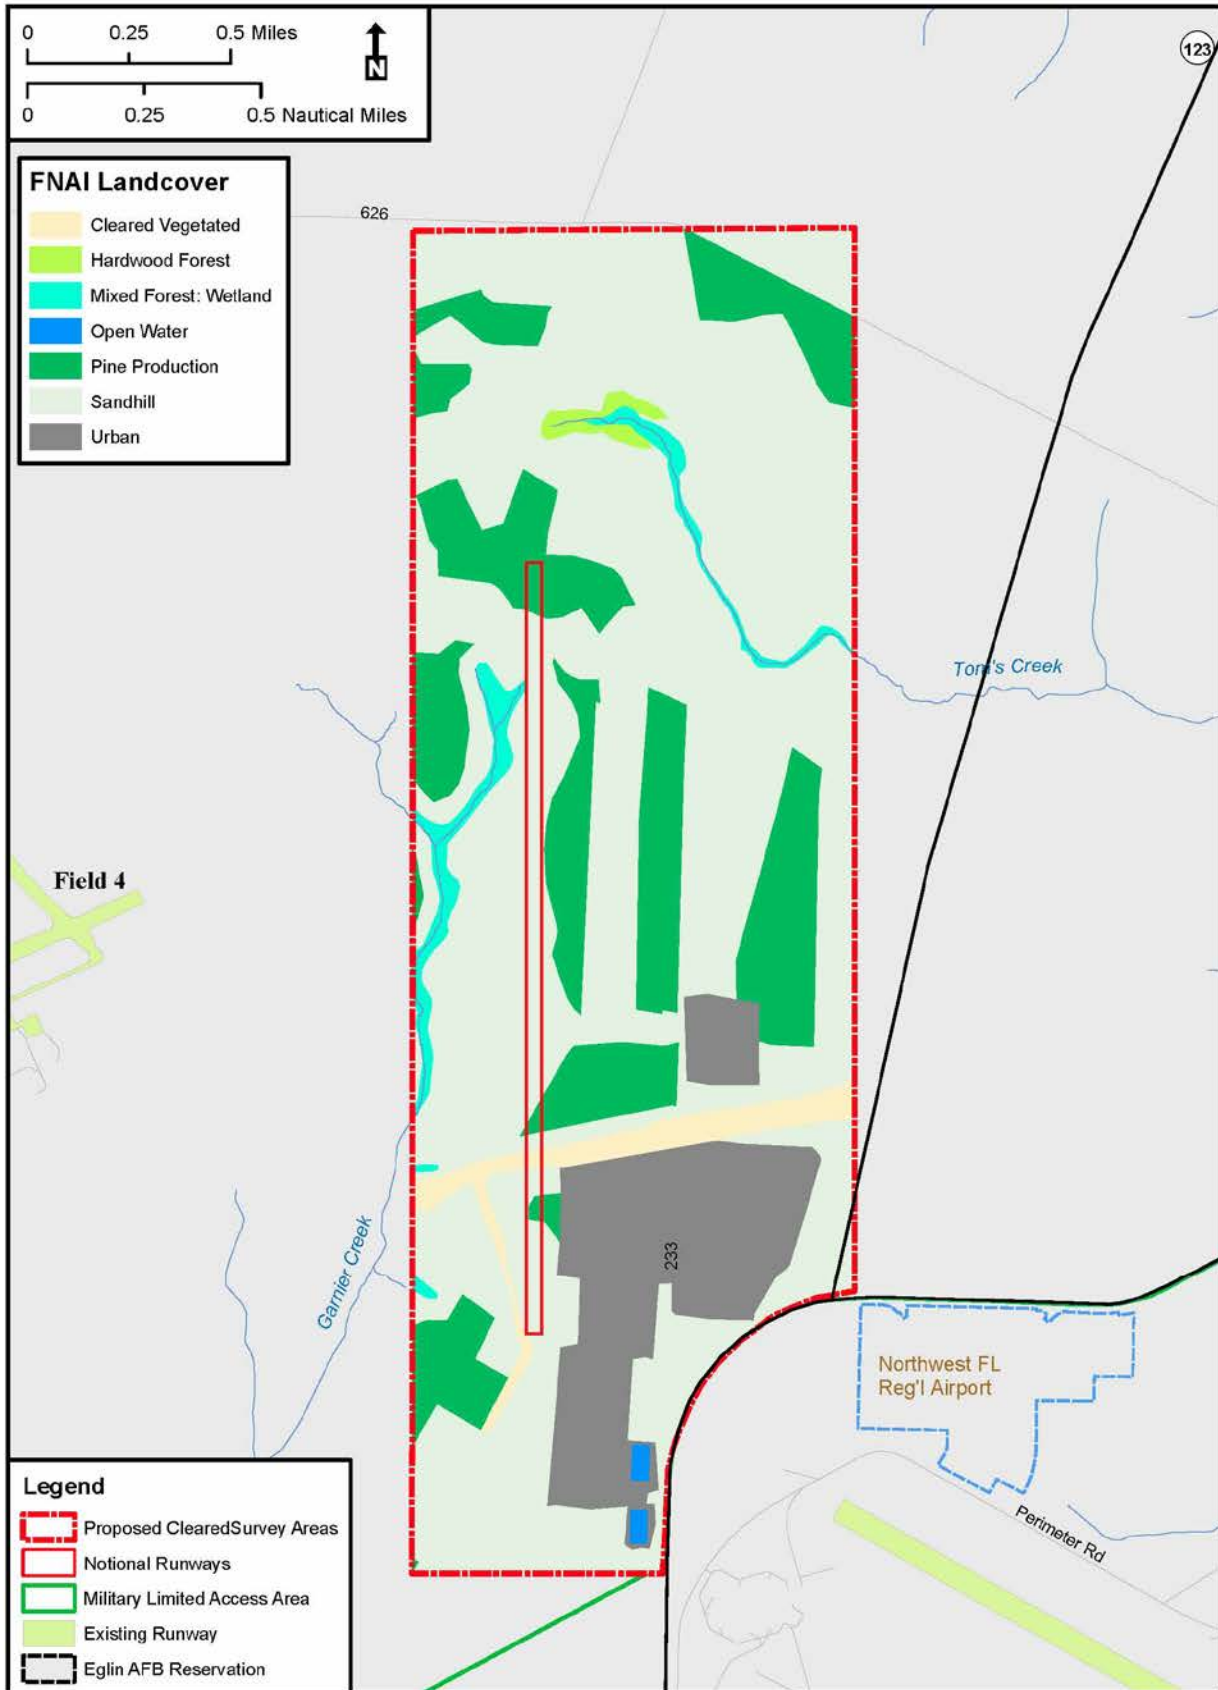 0 0.25 0.5 Miles
N
0 0.25 0.5 Nautical Miles
123
FNAI Landcover
Cleared Vegetated
Hardwood Forest
Mixed Forest: Wetland
Open Water
Pine Production
Sandhill
Urban
626
Tom's Creek
Field 4
233
Garnier Creek
Northwest FL
Reg'l Airport
Perimeter Rd
Legend
Proposed ClearedSurvey Areas
Notional Runways
Military Limited Access Area
Existing Runway
Eglin AFB Reservation